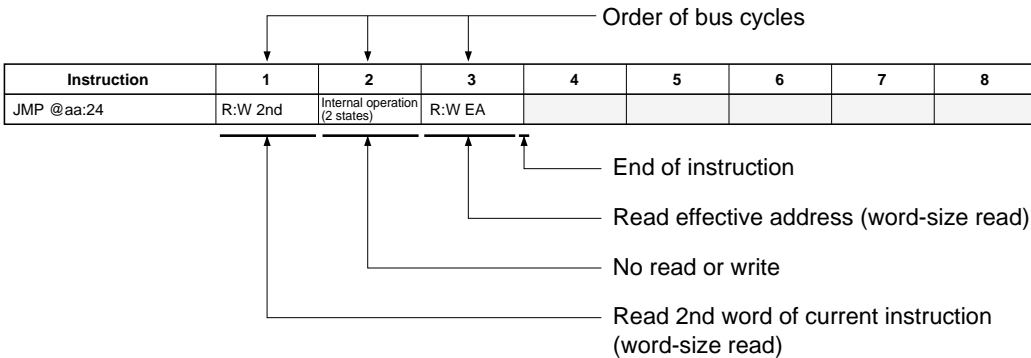 Order of bus cycles
Instruction 1 2 3 4 5 6 7 8
JMP @aa:24 R:W 2nd Internal operation R:W EA
(2 states)
End of instruction
Read effective address (word-size read)
No read or write
Read 2nd word of current instruction
(word-size read)